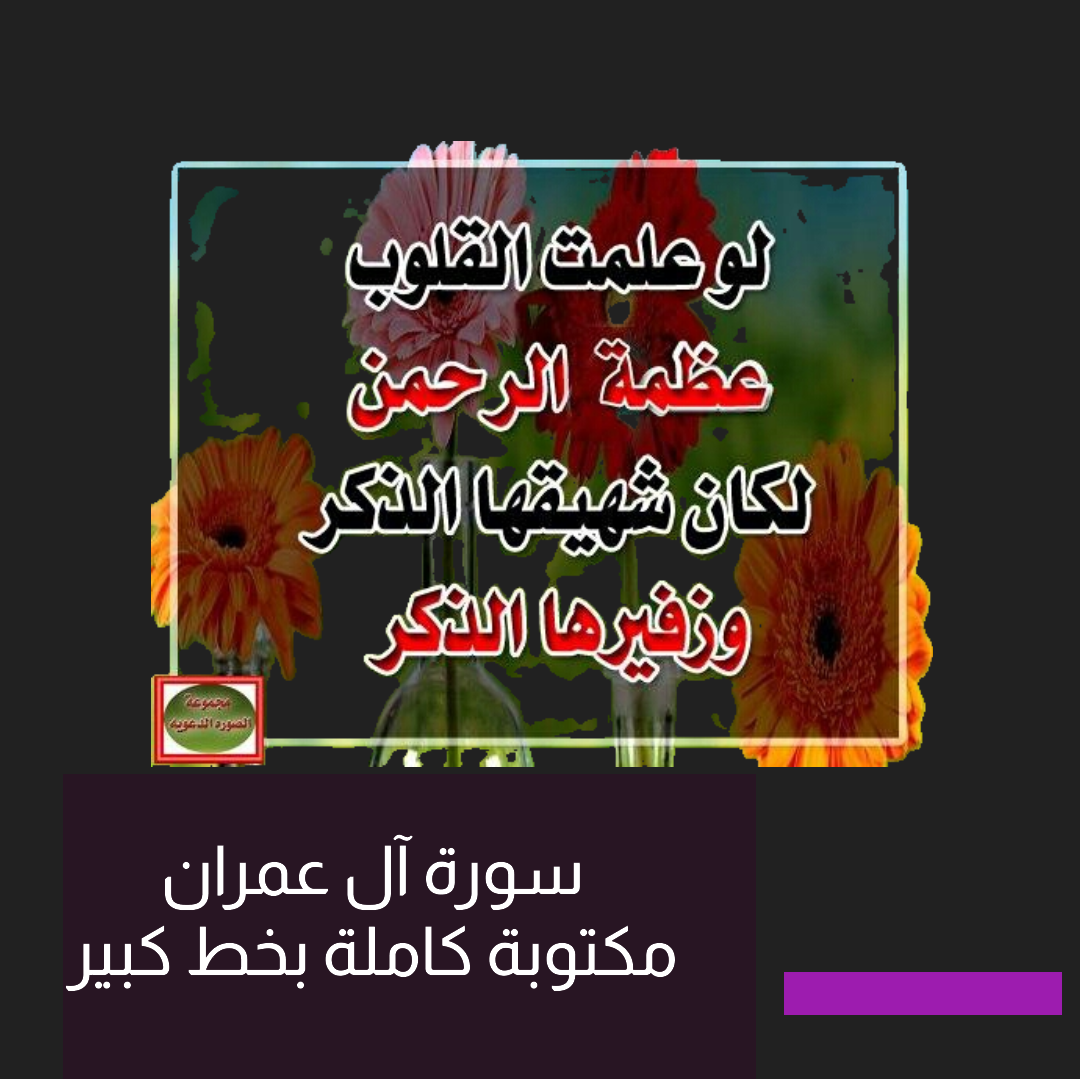 لو علمت القلوب
عظمة الرحمن
لكان شهيقها الذكر
وزفيرها الذكر
مجموعة
الصورة الدعوية
سورة آل عمران
مكتوبة كاملة بخط كبير